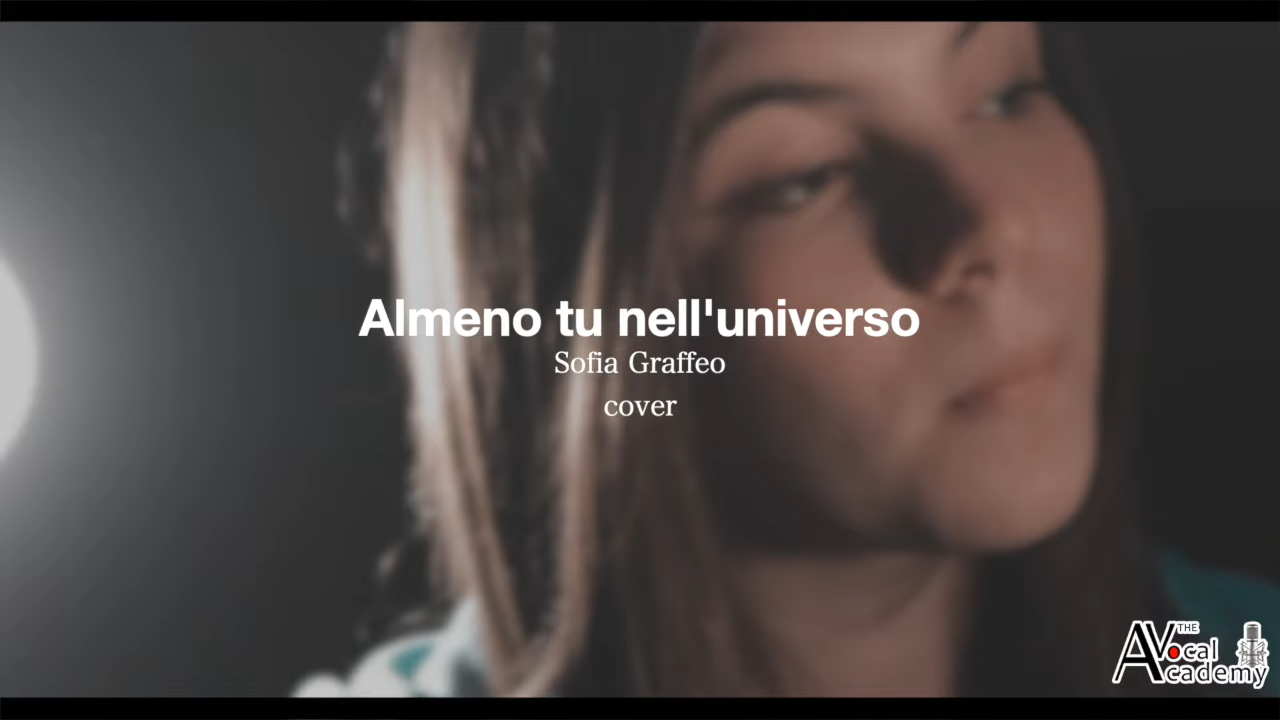 Almeno tu nell'universo
Sofia Graffeo
cover
THE
Vocal
Academy